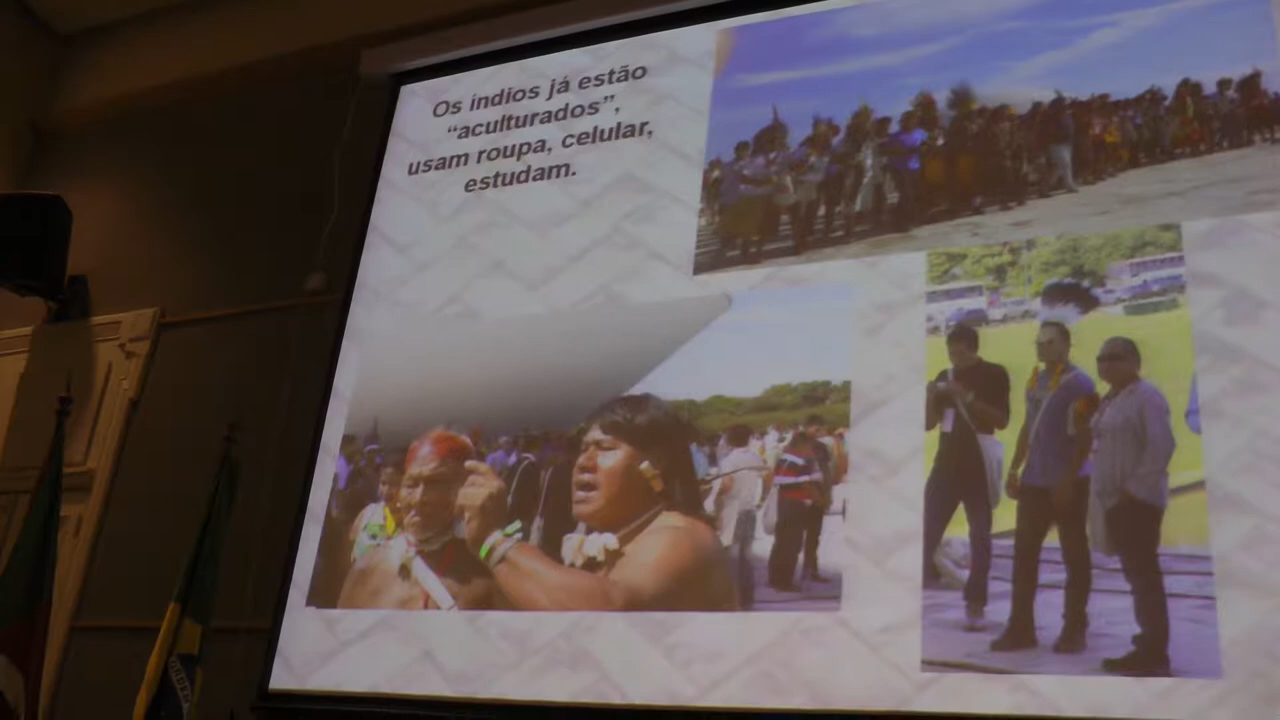 Os índios já estão
“aculturados”,
usam roupa, celular,
estudam.